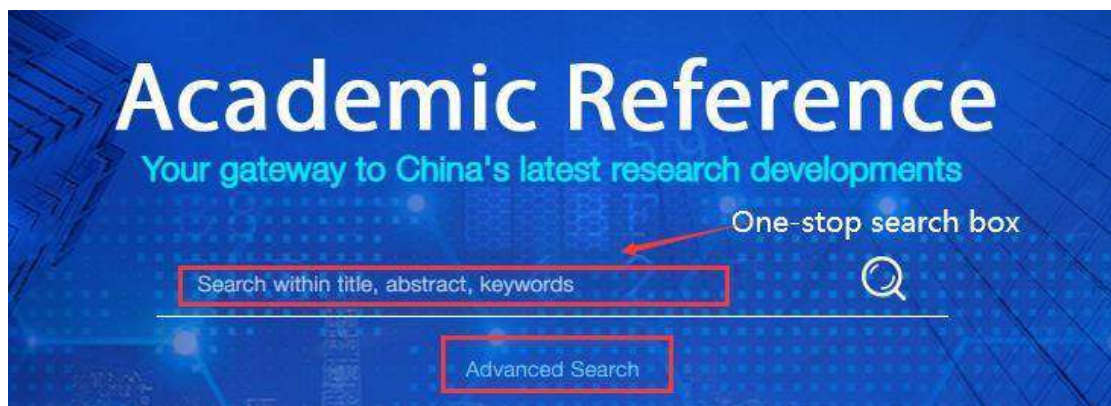 Academic Reference
Your gateway to China's latest research developments
One-stop search box
Search within title, abstract, keywords
Advanced Search